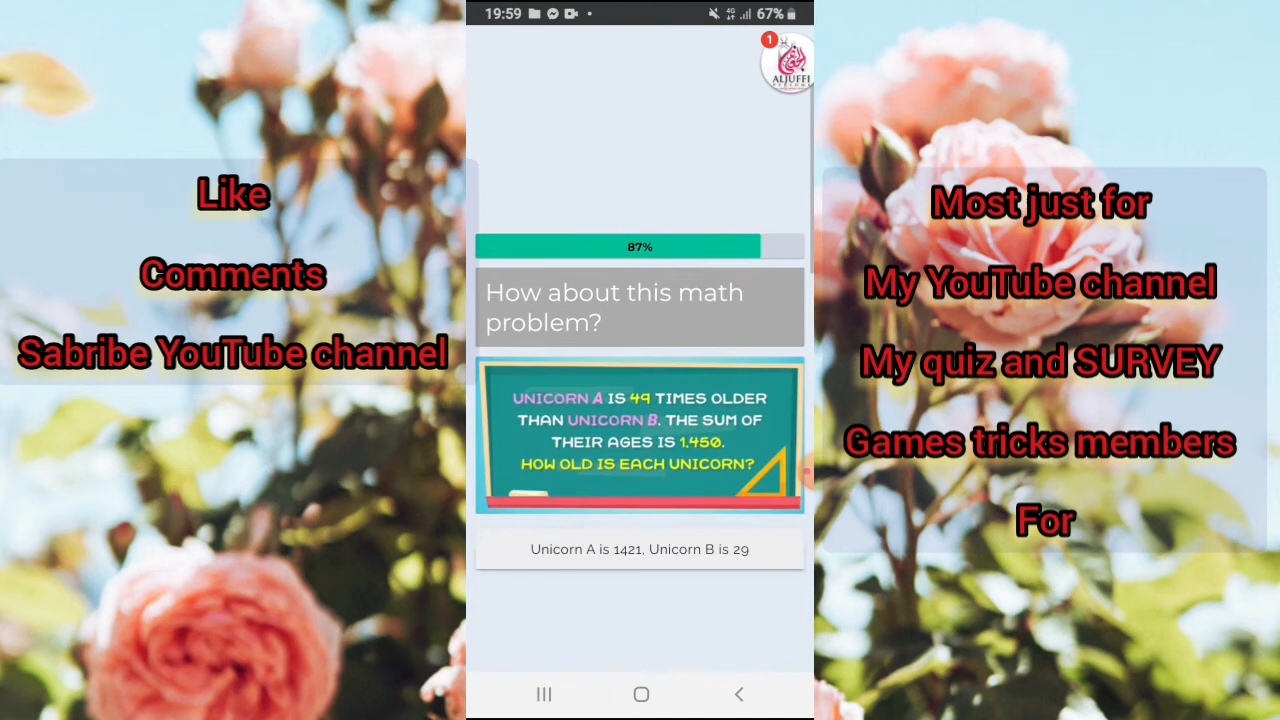 19:59
4G
67%
1
ALJUFFI
Like
Comments
Sabribe YouTube channel
87%
How about this math
problem?
UNICORN A IS 49 TIMES OLDER
THAN UNICORN B. THE SUM OF
THEIR AGES IS 1.450.
HOW OLD IS EACH UNICORN?
Unicorn A is 1421, Unicorn B is 29
Most just for
My YouTube channel
My quiz and SURVEY
Games tricks members
For